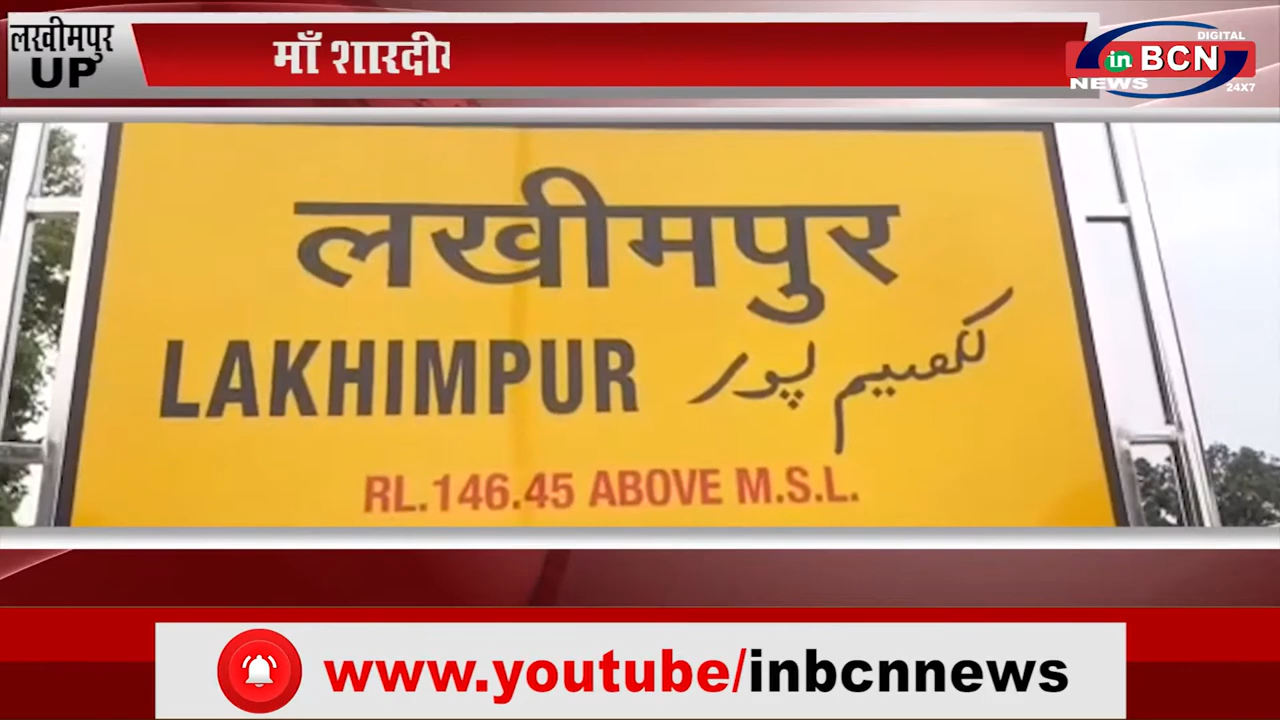 लखीमपुर
UP
माँ शारदीय
DIGITAL
in BCN
NEWS
24X7
लखीमपुर
LAKHIMPUR لکھیم پور
RL.146.45 ABOVE M.S.L.
www.youtube/inbcnnews